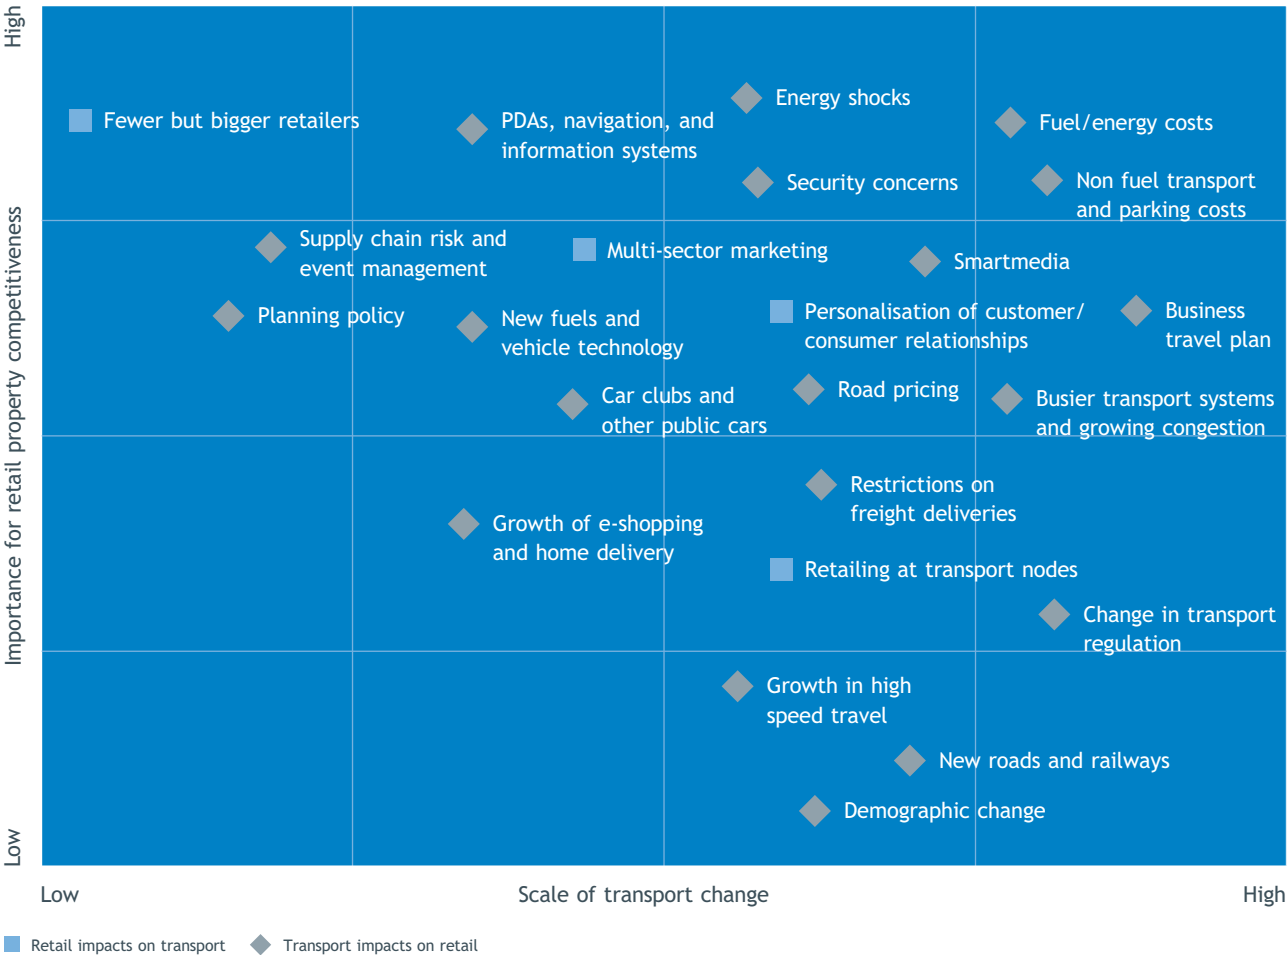 High
Importance for retail property competitiveness
Low
Energy shocks
Fewer but bigger retailers
PDAs, navigation, and
information systems
Fuel/energy costs
Security concerns
Non fuel transport
and parking costs
Supply chain risk and
event management
Multi-sector marketing
Smartmedia
Planning policy
New fuels and
vehicle technology
Personalisation of customer/
consumer relationships
Business
travel plan
Car clubs and
other public cars
Road pricing
Busier transport systems
and growing congestion
Restrictions on
freight deliveries
Growth of e-shopping
and home delivery
Retailing at transport nodes
Change in transport
regulation
Growth in high
speed travel
New roads and railways
Demographic change
Low
Scale of transport change
High
Retail impacts on transport
Transport impacts on retail